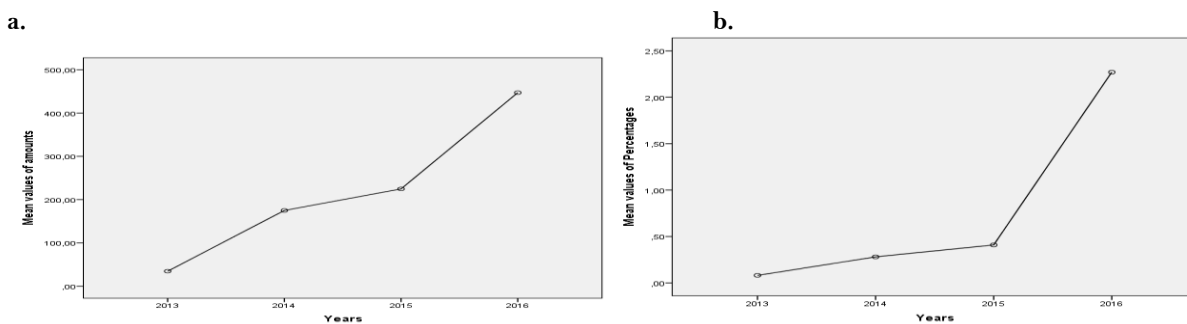 a.
Mean values of amounts
500,00
400,00
300,00
200,00
100,00
,00
2013 2014 2015 2016
Years
b.
Mean values of Percentages
2,50
2,00
1,50
1,00
,50
,00
2013 2014 2015 2016
Years